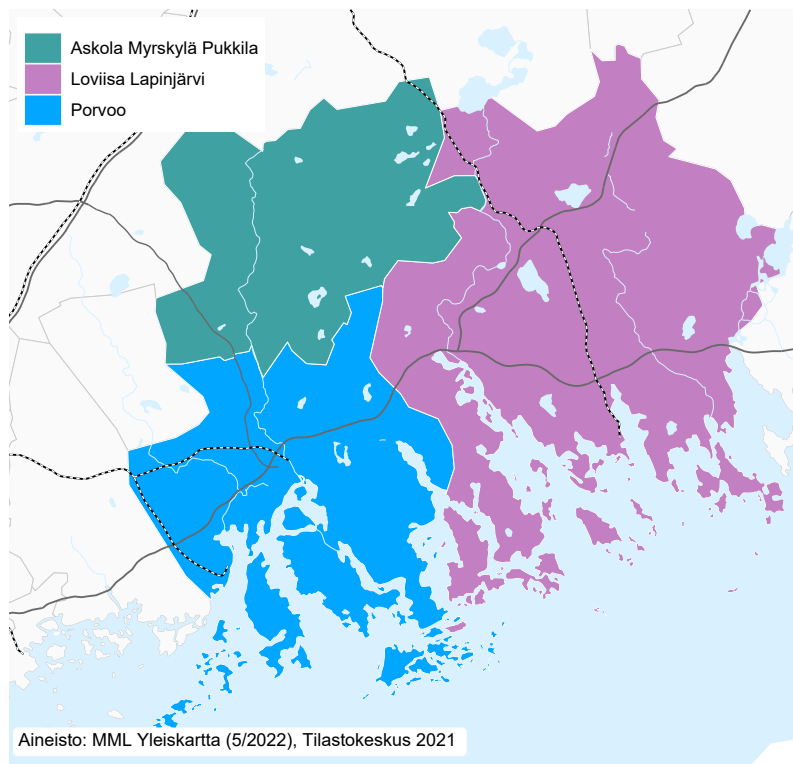 Askola Myrskylä Pukkila
Loviisa Lapinjärvi
Porvoo
Aineisto: MML Yleiskartta (5/2022), Tilastokeskus 2021